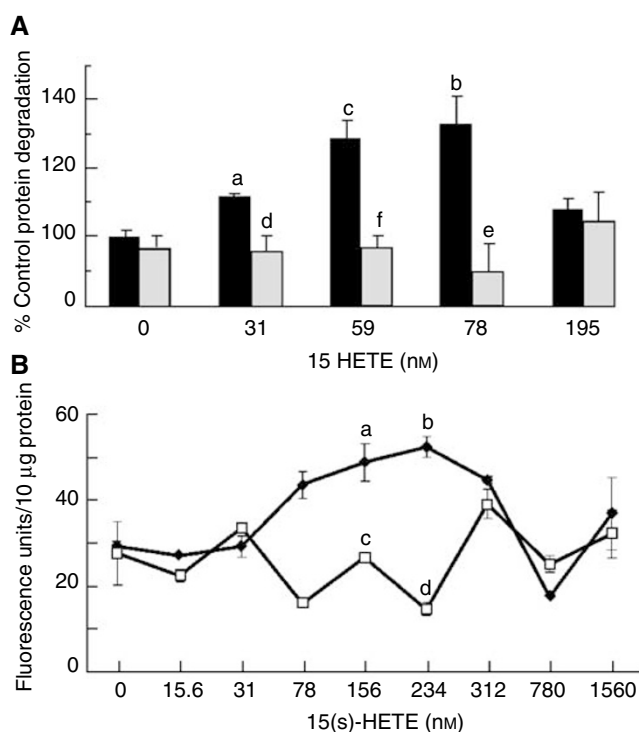 A
% Control protein degradation
140
120
100
0
a
d
c
f
b
e
0 31 59 78 195
15 HETE (nM)
B
Fluorescence units/10 µg protein
60
40
20
0
a b
c
d
0 15.6 31 78 156 234 312 780 1560
15(s)-HETE (nM)